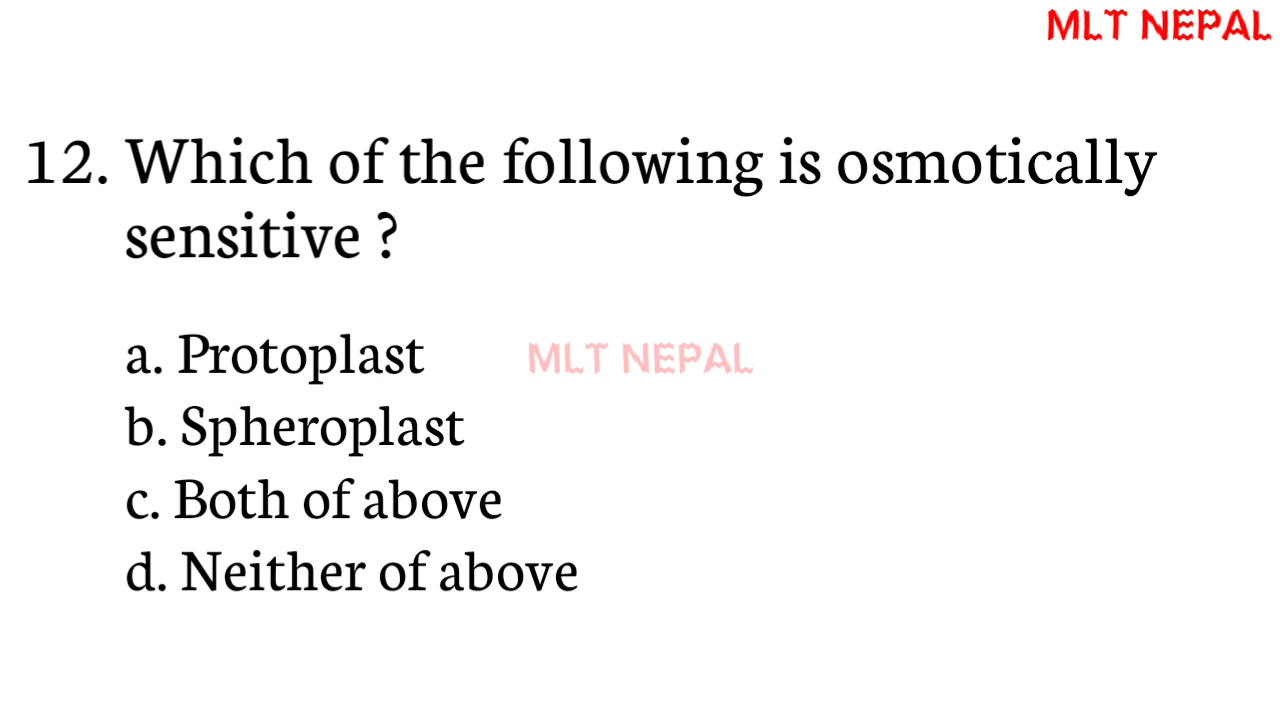 MLT NEPAL
12. Which of the following is osmotically
sensitive ?
a. Protoplast
MLT NEPAL
b. Spheroplast
c. Both of above
d. Neither of above